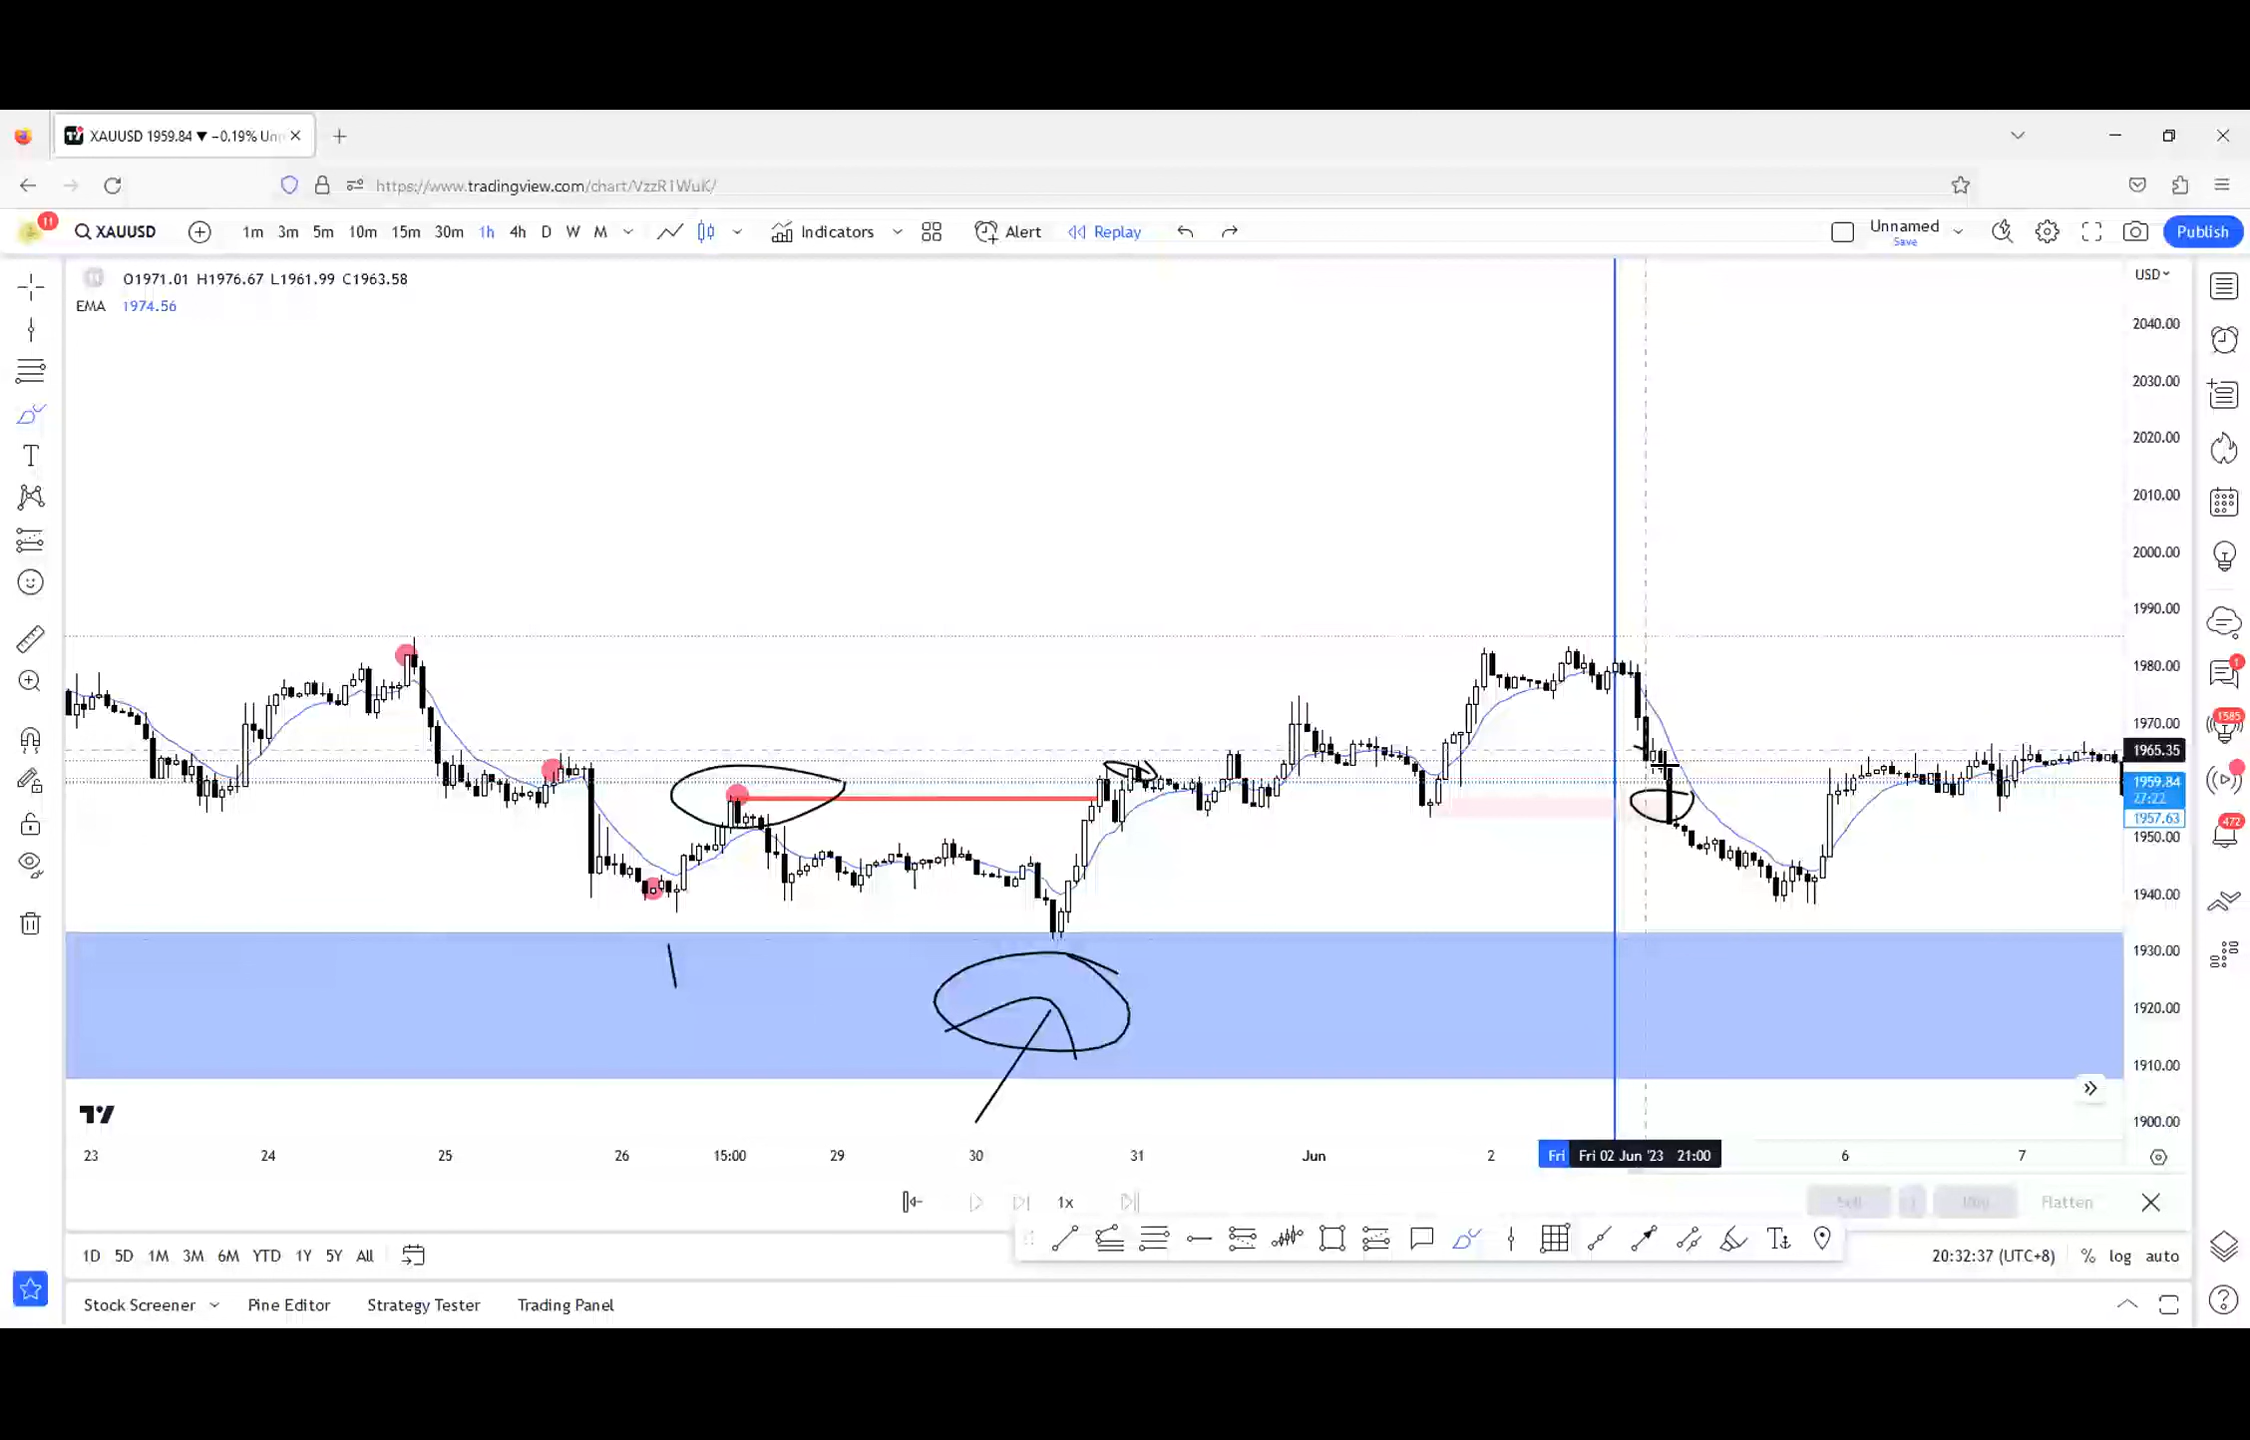 XAUUSD 1959.84 ▼ −0.19% Un
https://www.tradingview.com/chart/VzzR1WuK/
11 XAUUSD 1m 3m 5m 10m 15m 30m 1h 4h D W M Indicators Alert Replay Unnamed Save Publish
O1971.01 H1976.67 L1961.99 C1963.58 USD
EMA 1974.56
2040.00
2030.00
2020.00
2010.00
2000.00
1990.00
1980.00
1
1970.00
1585
1965.35
1959.84
27:22
1957.63
472
1950.00
1940.00
1930.00
1920.00
1910.00
1900.00
23 24 25 26 15:00 29 30 31 Jun 2 Fri Fri 02 Jun '23 21:00 6 7
1x Flatten
1D 5D 1M 3M 6M YTD 1Y 5Y All 20:32:37 (UTC+8) % log auto
Stock Screener Pine Editor Strategy Tester Trading Panel